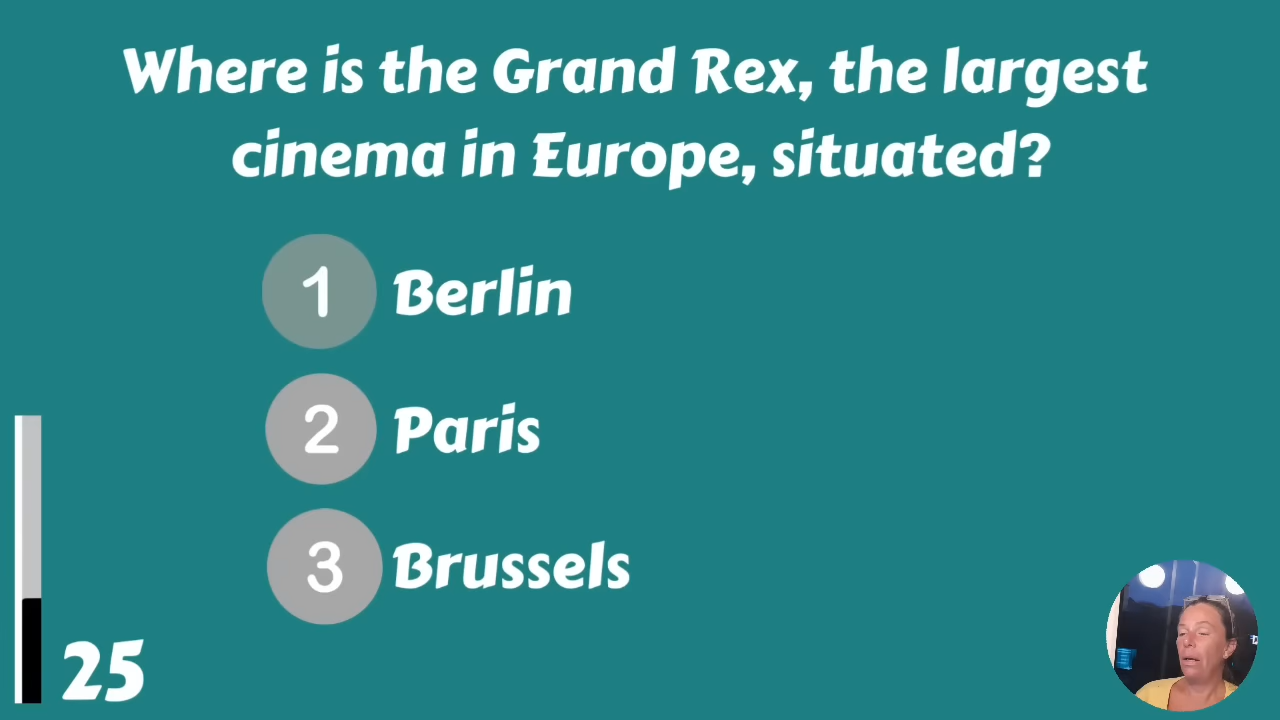 Where is the Grand Rex, the largest
cinema in Europe, situated?
1 Berlin
2 Paris
3 Brussels
25